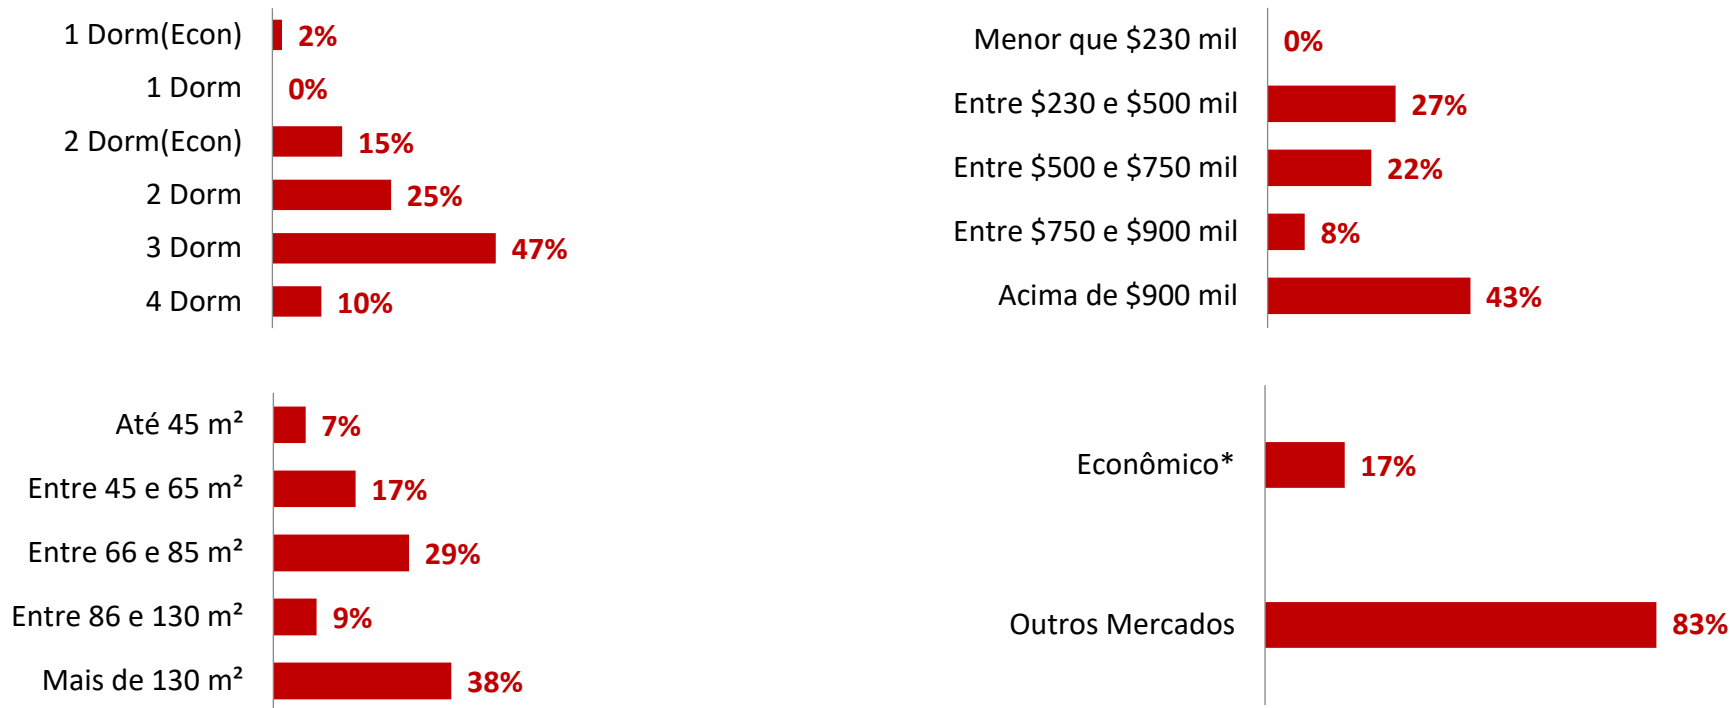 1 Dorm(Econ) 2%
1 Dorm 0%
2 Dorm(Econ) 15%
2 Dorm 25%
3 Dorm 47%
4 Dorm 10%
Menor que $230 mil 0%
Entre $230 e $500 mil 27%
Entre $500 e $750 mil 22%
Entre $750 e $900 mil 8%
Acima de $900 mil 43%
Até 45 m² 7%
Entre 45 e 65 m² 17%
Entre 66 e 85 m² 29%
Entre 86 e 130 m² 9%
Mais de 130 m² 38%
Econômico* 17%
Outros Mercados 83%